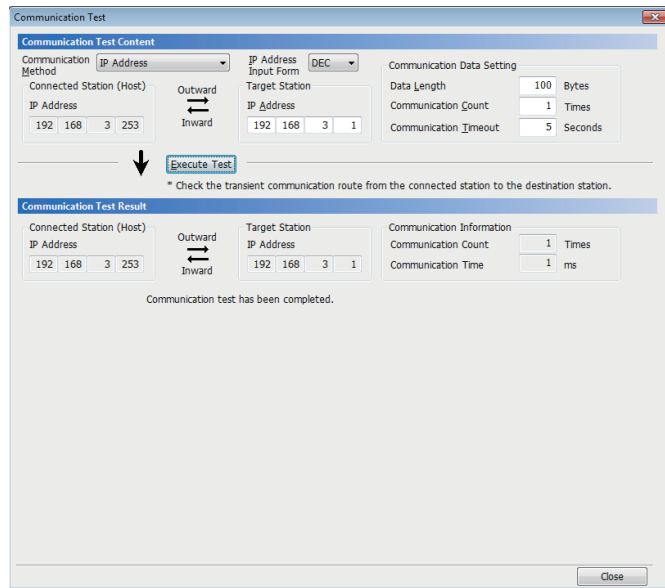 Communication Test
Communication Test Content
Communication Method IP Address
IP Address Input Form DEC
Connected Station (Host)
IP Address
192 168 3 253
Outward
Inward
Target Station
IP Address
192 168 3 1
Communication Data Setting
Data Length 100 Bytes
Communication Count 1 Times
Communication Timeout 5 Seconds
Execute Test
* Check the transient communication route from the connected station to the destination station.
Communication Test Result
Connected Station (Host)
IP Address
192 168 3 253
Outward
Inward
Target Station
IP Address
192 168 3 1
Communication Information
Communication Count 1 Times
Communication Time 1 ms
Communication test has been completed.
Close